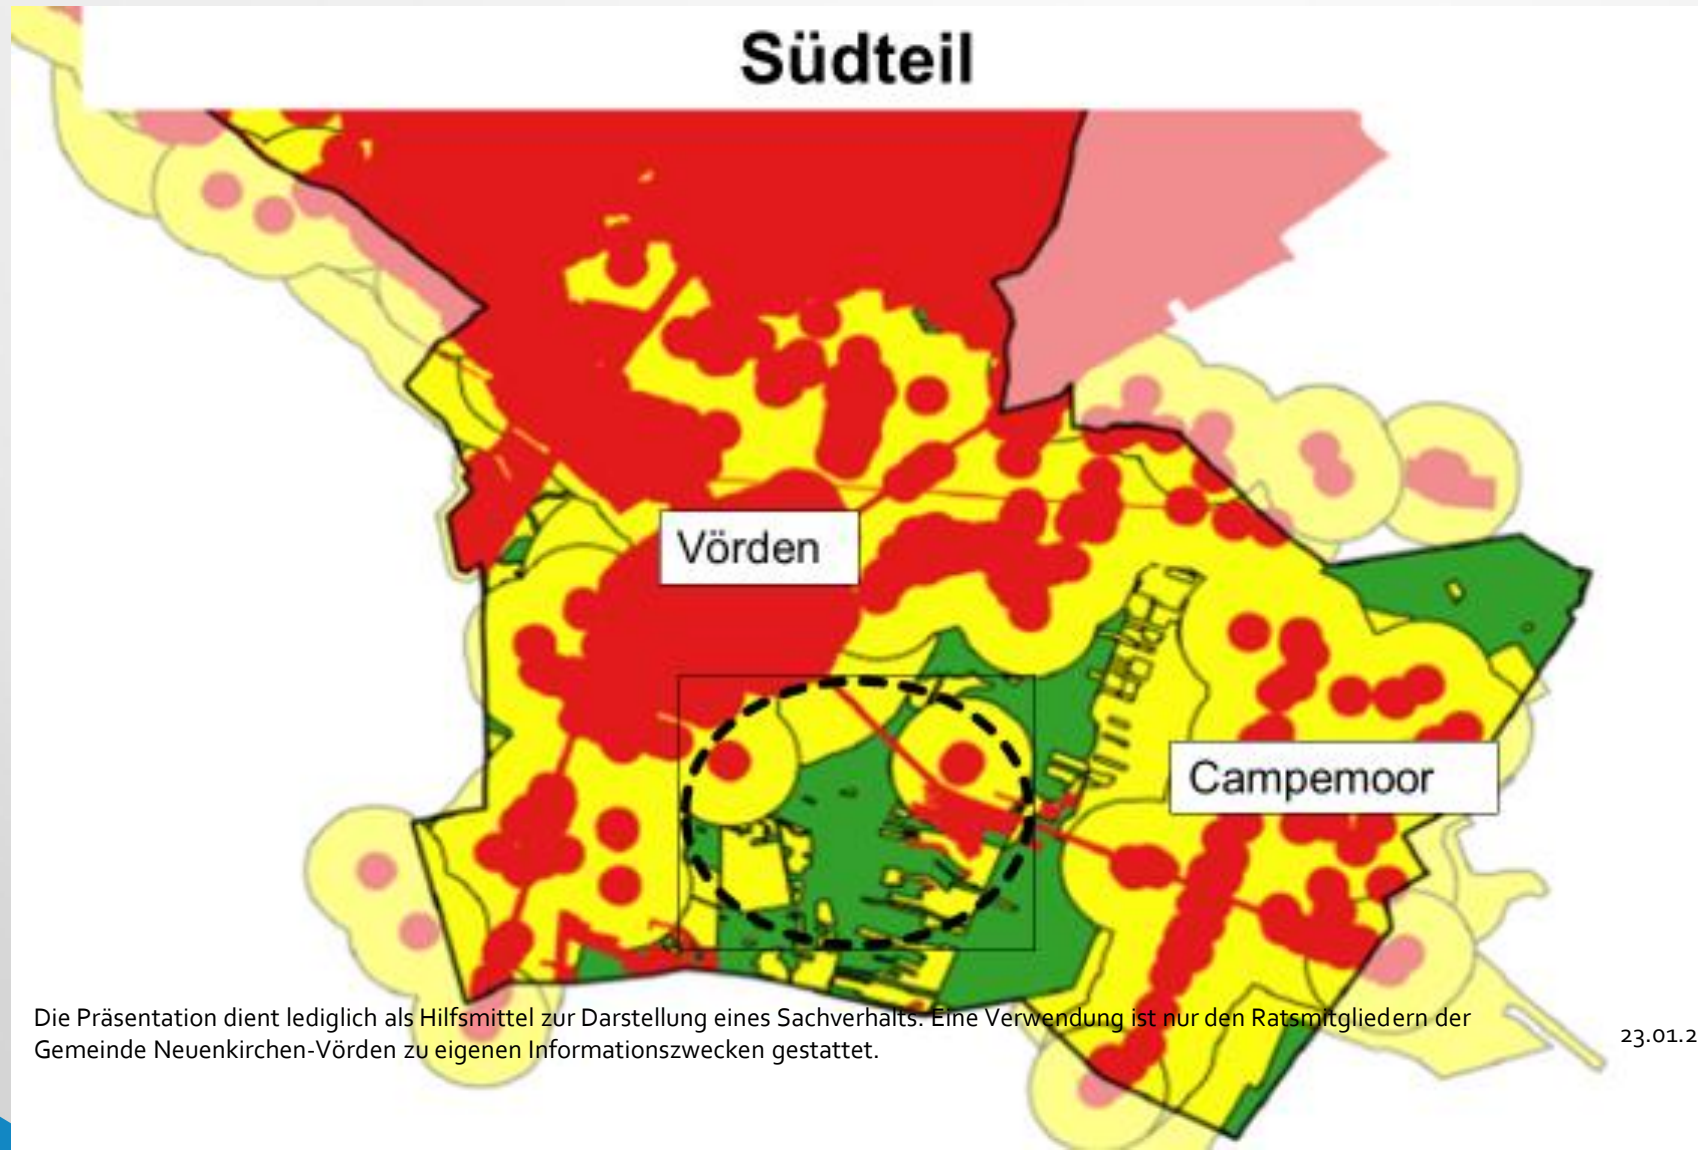 Südteil
Vörden
Campemoor
Die Präsentation dient lediglich als Hilfsmittel zur Darstellung eines Sachverhalts. Eine Verwendung ist nur den Ratsmitgliedern der
Gemeinde Neuenkirchen-Vörden zu eigenen Informationszwecken gestattet.
23.01.2